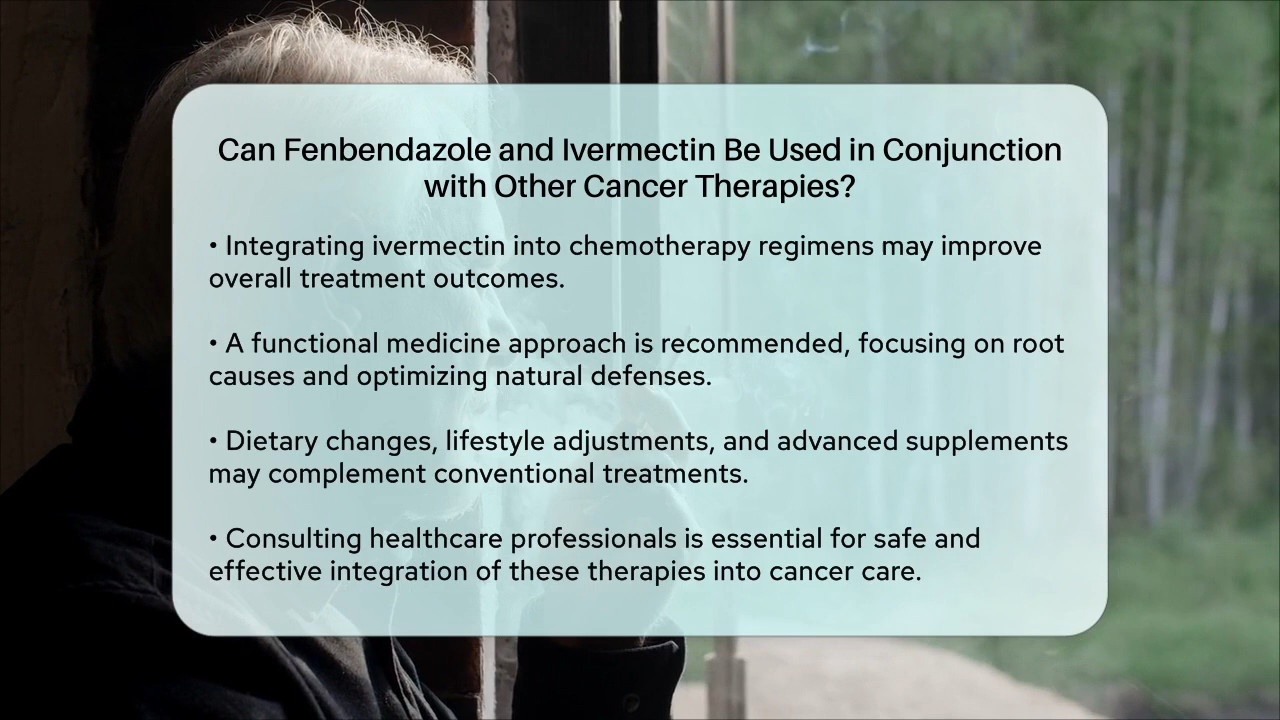 Can Fenbendazole and Ivermectin Be Used in Conjunction
with Other Cancer Therapies?
• Integrating ivermectin into chemotherapy regimens may improve
overall treatment outcomes.
• A functional medicine approach is recommended, focusing on root
causes and optimizing natural defenses.
• Dietary changes, lifestyle adjustments, and advanced supplements
may complement conventional treatments.
• Consulting healthcare professionals is essential for safe and
effective integration of these therapies into cancer care.